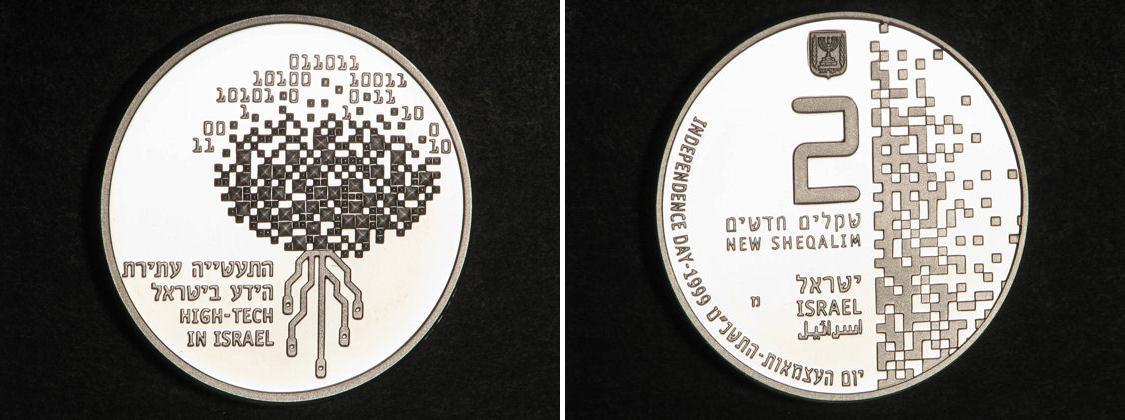 011011
10100 10011
10101 0 0 11
1 1 10
00 0
11 10
התעשייה עתירת
הידע בישראל
HIGH-TECH
IN ISRAEL
2
שקלים חדשים
NEW SHEQALIM
ישראל
מ
ISRAEL
اسرائيل
INDEPENDENCE DAY-1999
יום העצמאות-התשנ"ט